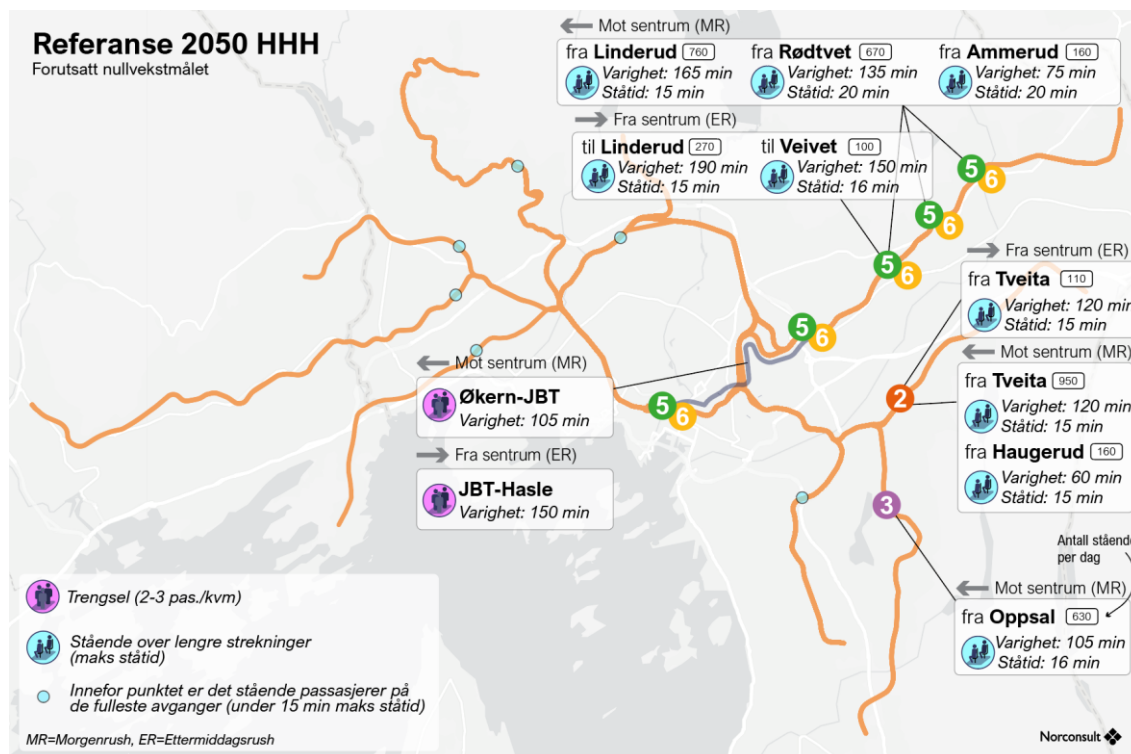 Referanse 2050 HHH
Forutsatt nullvekstmålet
Mot sentrum (MR)
fra Linderud 760
Varighet: 165 min
Ståtid: 15 min
fra Rødtvet 670
Varighet: 135 min
Ståtid: 20 min
fra Ammerud 160
Varighet: 75 min
Ståtid: 20 min
Fra sentrum (ER)
til Linderud 270
Varighet: 190 min
Ståtid: 15 min
til Veivet 100
Varighet: 150 min
Ståtid: 16 min
5 6
5 6
5 6
5 6
5 6
Fra sentrum (ER)
fra Tveita 110
Varighet: 120 min
Ståtid: 15 min
Mot sentrum (MR)
fra Tveita 950
Varighet: 120 min
Ståtid: 15 min
fra Haugerud 160
Varighet: 60 min
Ståtid: 15 min
2
3
Mot sentrum (MR)
Økern-JBT
Varighet: 105 min
Fra sentrum (ER)
JBT-Hasle
Varighet: 150 min
Antall stående
per dag
Mot sentrum (MR)
fra Oppsal 630
Varighet: 105 min
Ståtid: 16 min
Trengsel (2-3 pas./kvm)
Stående over lengre strekninger
(maks ståtid)
Innefor punktet er det stående passasjerer på
de fulleste avganger (under 15 min maks ståtid)
MR=Morgenrush, ER=Ettermiddagsrush
Norconsult